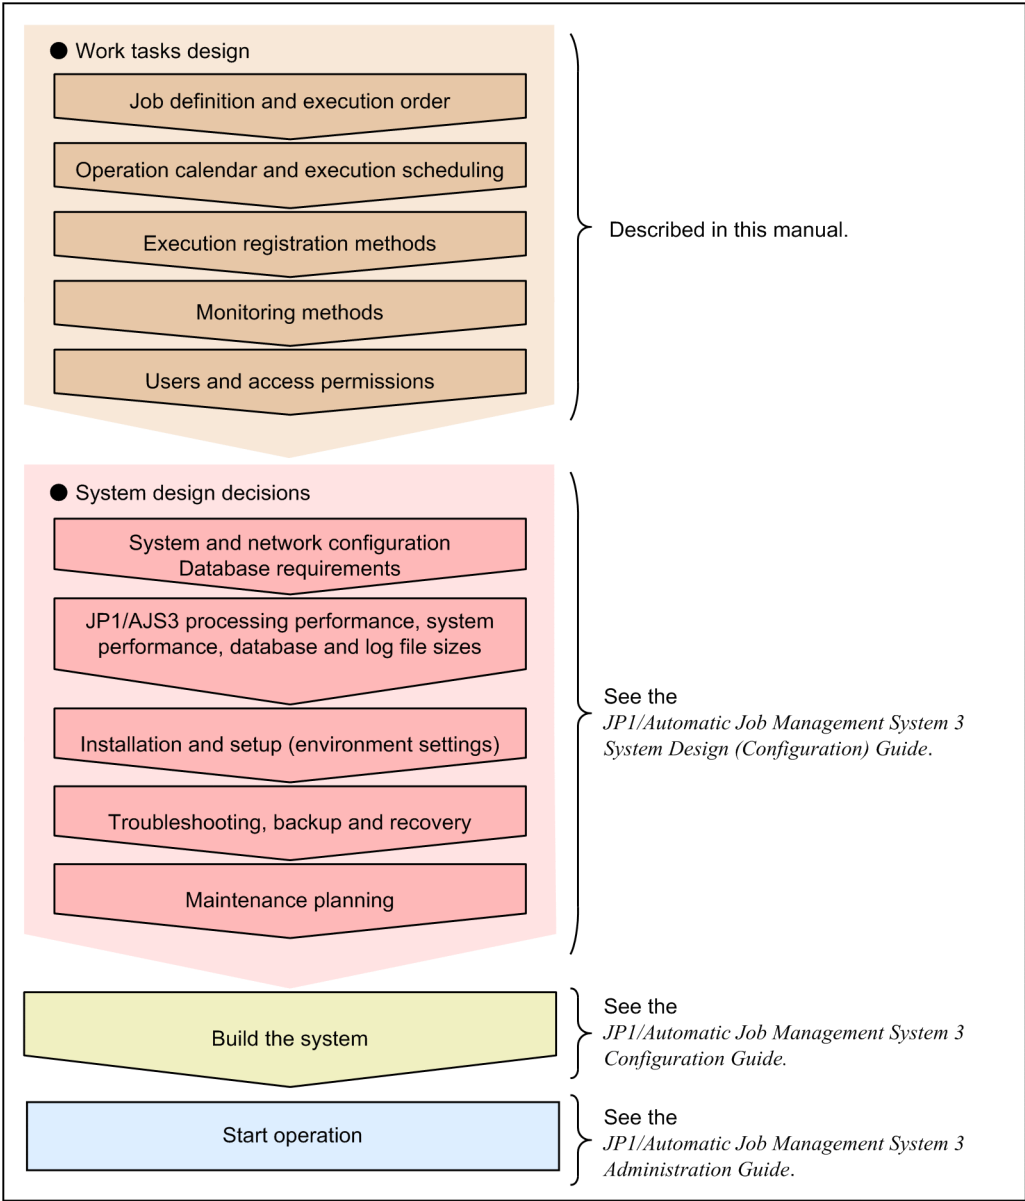 ● Work tasks design
Job definition and execution order
Operation calendar and execution scheduling
Execution registration methods
Monitoring methods
Users and access permissions
Described in this manual.
● System design decisions
System and network configuration
Database requirements
JP1/AJS3 processing performance, system
performance, database and log file sizes
Installation and setup (environment settings)
Troubleshooting, backup and recovery
Maintenance planning
See the
JP1/Automatic Job Management System 3
System Design (Configuration) Guide.
Build the system
See the
JP1/Automatic Job Management System 3
Configuration Guide.
Start operation
See the
JP1/Automatic Job Management System 3
Administration Guide.